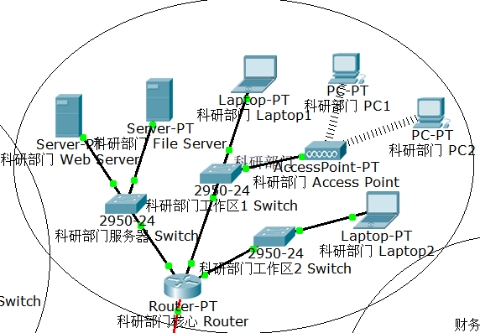 PC-PT
科研部门 PC1
Laptop-PT
科研部门 Laptop1
Server-PT
科研部门 File Server
PC-PT
科研部门 PC2
Server-PT
科研部门 Web Server
科研部门
AccessPoint-PT
科研部门 Access Point
2950-24
科研部门工作区1 Switch
2950-24
科研部门服务器 Switch
Laptop-PT
科研部门 Laptop2
2950-24
科研部门工作区2 Switch
Router-PT
科研部门核心 Router
Switch
财务